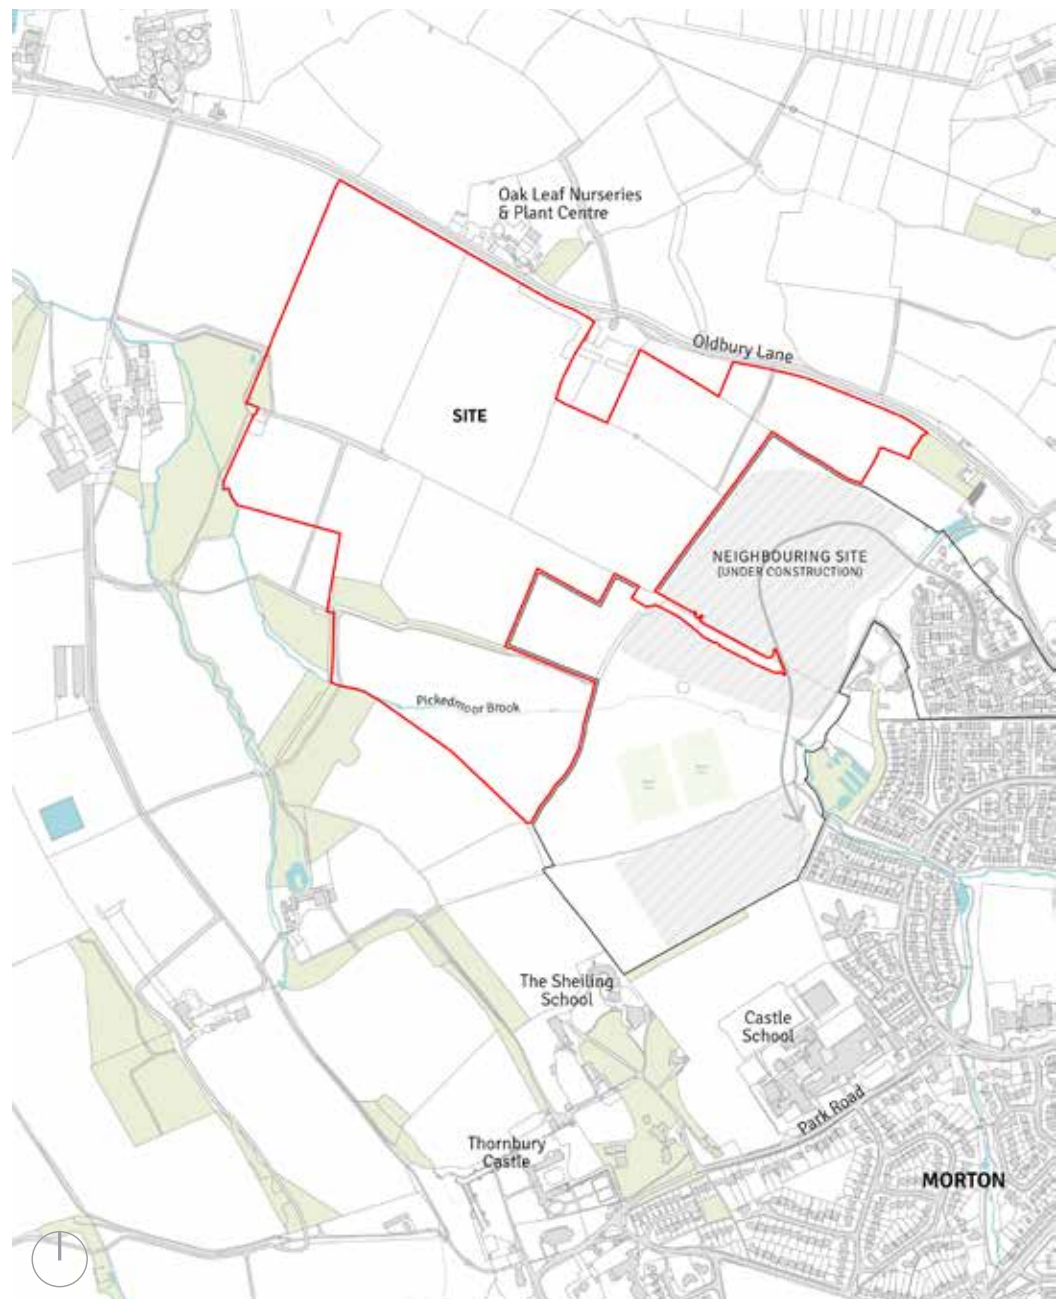 Oak Leaf Nurseries
& Plant Centre
Oldbury Lane
SITE
NEIGHBOURING SITE
(UNDER CONSTRUCTION)
Pickedmoor Brook
The Sheiling
School
Castle
School
Park Road
Thornbury
Castle
MORTON